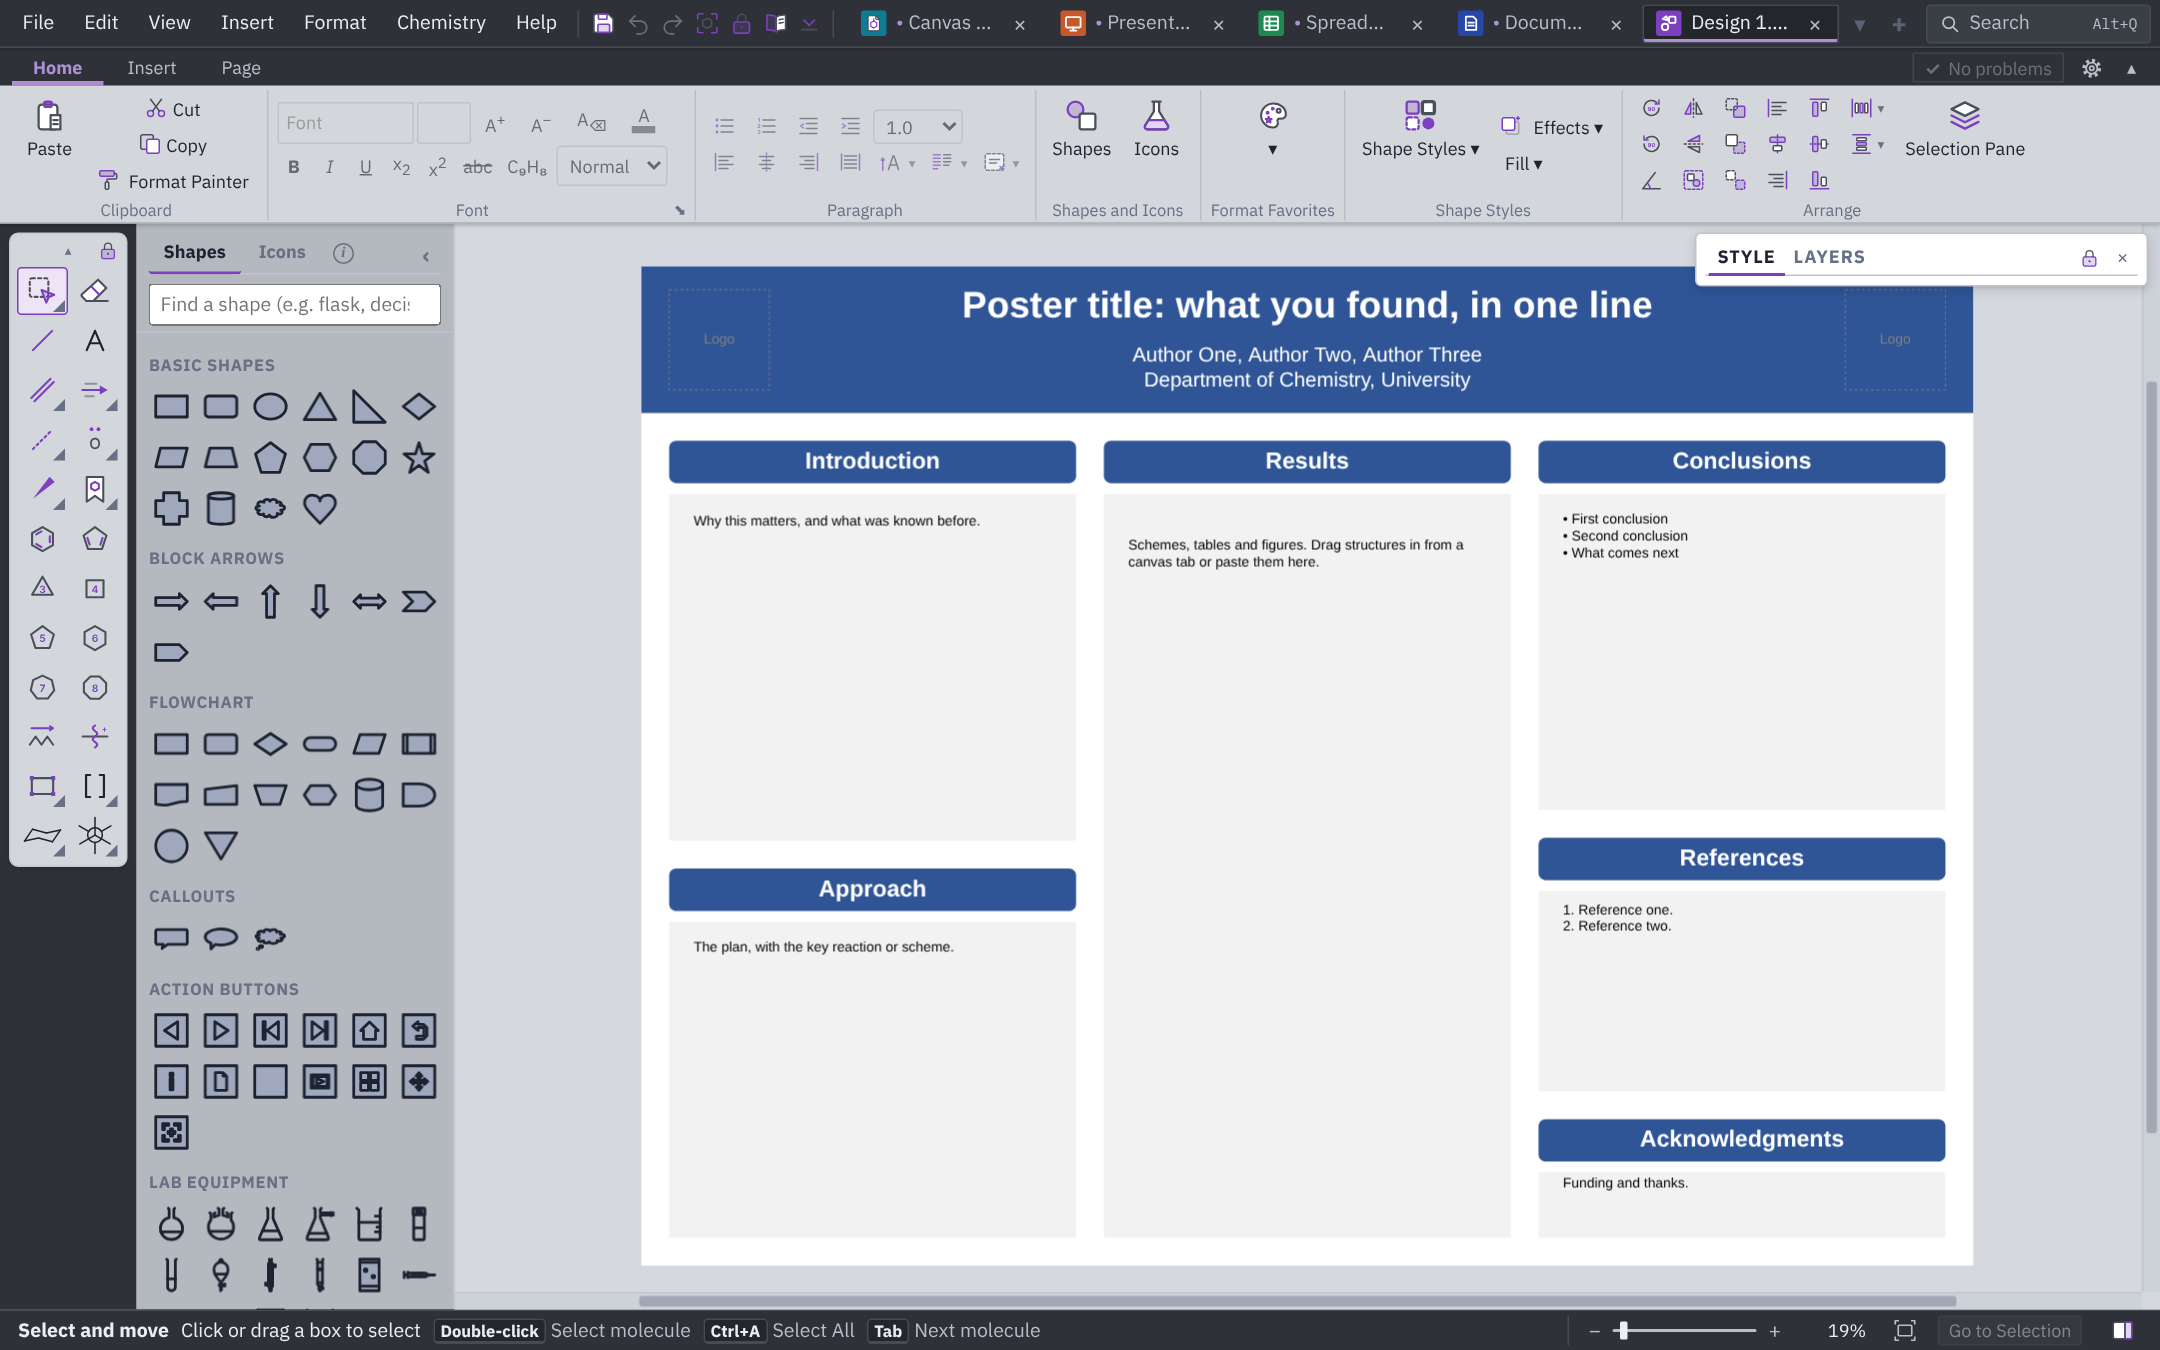 File Edit View Insert Format Chemistry Help
• Canvas ... × • Present... × • Spread... × • Docum... × Design 1.... ×
Search Alt+Q
Home Insert Page
✓ No problems
Paste
Cut
Copy
Format Painter
Clipboard
Font
B I U x₂ x² abc C₉H₈ Normal
Font
1.0
Paragraph
Shapes Icons
Shapes and Icons
Format Favorites
Shape Styles ▾
Effects ▾
Fill ▾
Shape Styles
Selection Pane
Arrange
Shapes Icons
Find a shape (e.g. flask, deci
BASIC SHAPES
BLOCK ARROWS
FLOWCHART
CALLOUTS
ACTION BUTTONS
LAB EQUIPMENT
3 4
5 6
7 8
STYLE LAYERS
Logo
Poster title: what you found, in one line
Author One, Author Two, Author Three
Department of Chemistry, University
Logo
Introduction
Why this matters, and what was known before.
Approach
The plan, with the key reaction or scheme.
Results
Schemes, tables and figures. Drag structures in from a
canvas tab or paste them here.
Conclusions
• First conclusion
• Second conclusion
• What comes next
References
1. Reference one.
2. Reference two.
Acknowledgments
Funding and thanks.
Select and move Click or drag a box to select Double-click Select molecule Ctrl+A Select All Tab Next molecule
19% Go to Selection